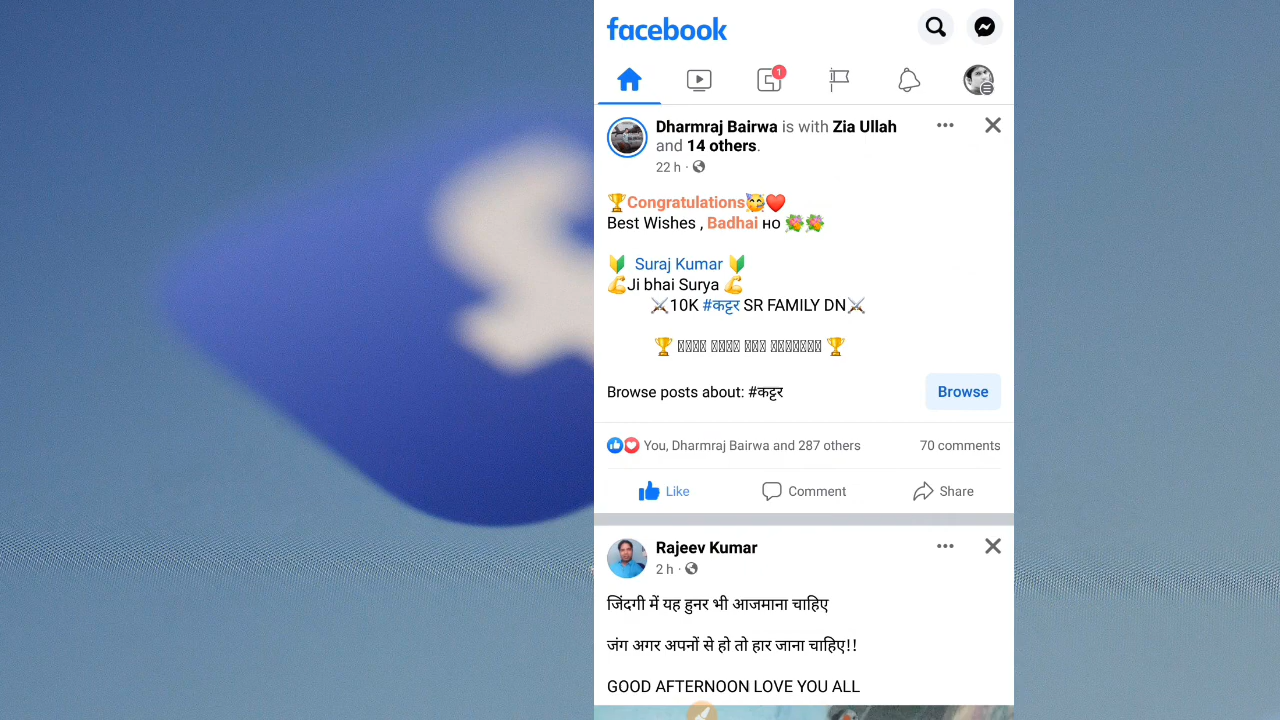 facebook
1
Dharmraj Bairwa is with Zia Ullah
and 14 others.
22 h ·
🏆Congratulations🥳❤️
Best Wishes , Badhai ʜᴏ 💐💐
🔰 Suraj Kumar 🔰
💪Ji bhai Surya 💪
⚔️10K #कट्टर SR FAMILY DN⚔️
🏆 🏆
Browse posts about: #कट्टर
Browse
You, Dharmraj Bairwa and 287 others
70 comments
Like
Comment
Share
Rajeev Kumar
2 h ·
जिंदगी में यह हुनर भी आजमाना चाहिए
जंग अगर अपनों से हो तो हार जाना चाहिए!!
GOOD AFTERNOON LOVE YOU ALL